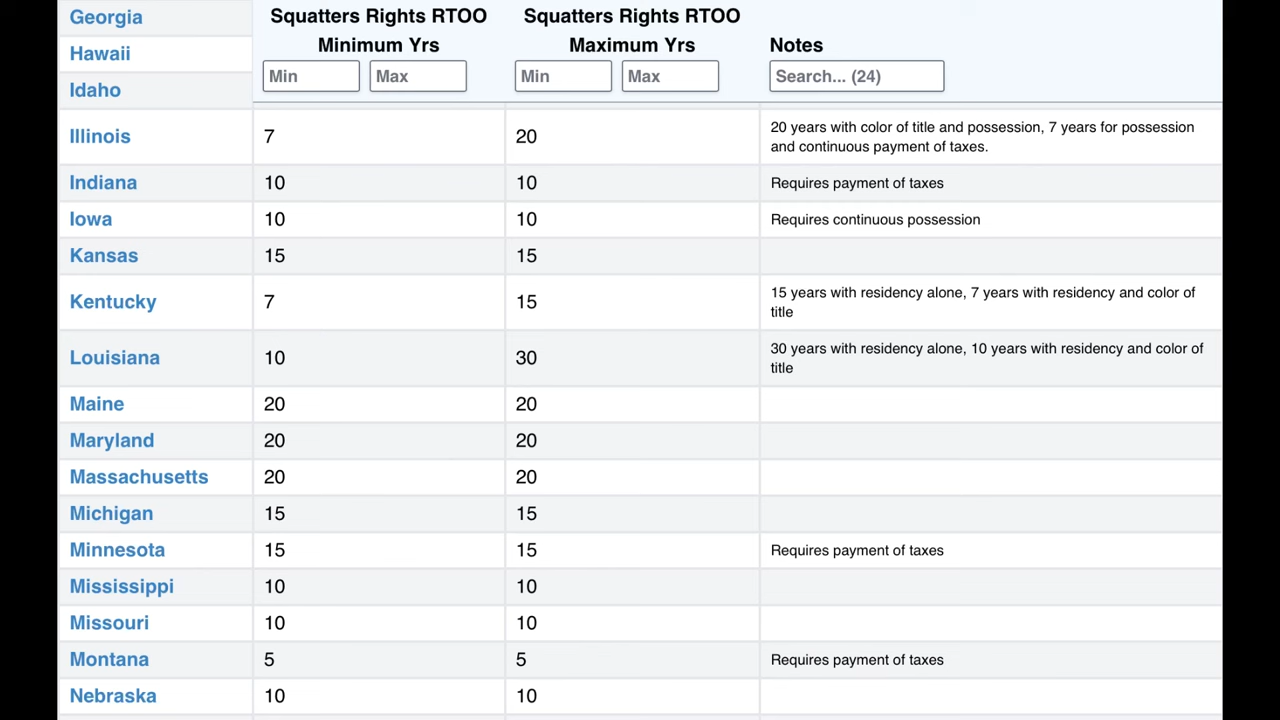 Georgia
Hawaii
Idaho
Squatters Rights RTOO
Minimum Yrs
Min Max
Squatters Rights RTOO
Maximum Yrs
Min Max
Notes
Search... (24)
Illinois 7 20 20 years with color of title and possession, 7 years for possession
and continuous payment of taxes.
Indiana 10 10 Requires payment of taxes
Iowa 10 10 Requires continuous possession
Kansas 15 15
Kentucky 7 15 15 years with residency alone, 7 years with residency and color of
title
Louisiana 10 30 30 years with residency alone, 10 years with residency and color of
title
Maine 20 20
Maryland 20 20
Massachusetts 20 20
Michigan 15 15
Minnesota 15 15 Requires payment of taxes
Mississippi 10 10
Missouri 10 10
Montana 5 5 Requires payment of taxes
Nebraska 10 10